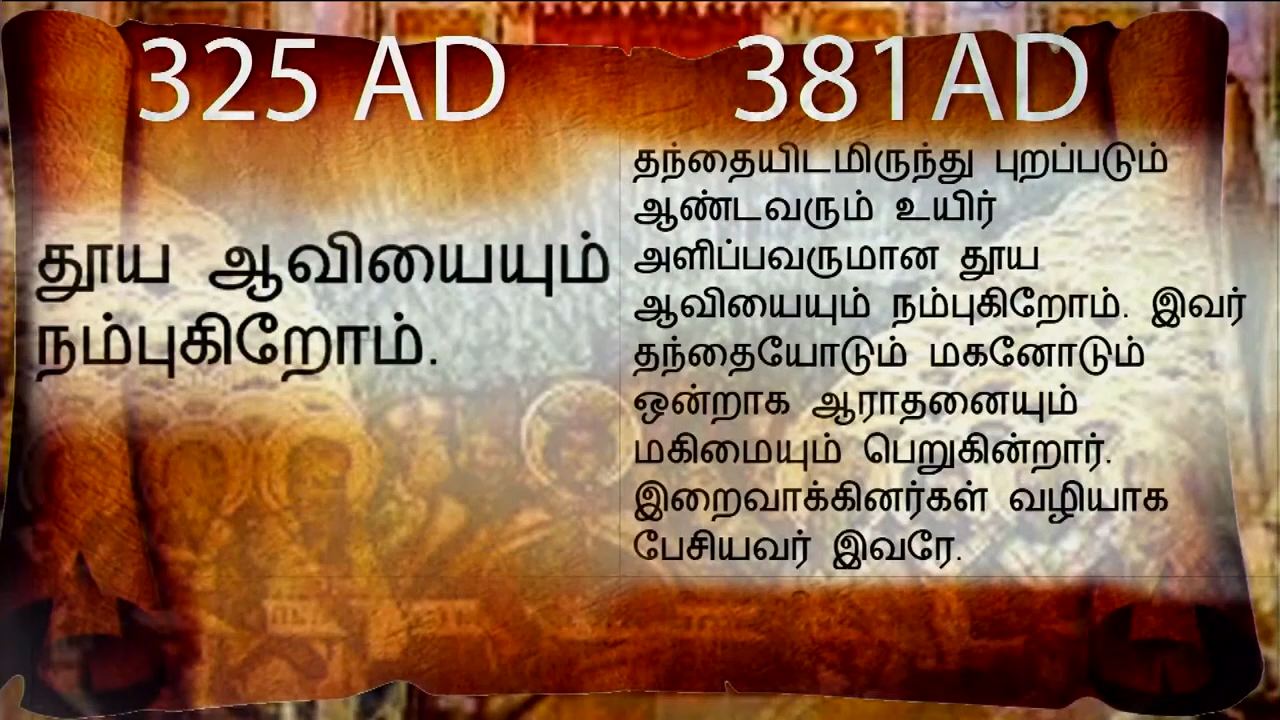 325 AD
தூய ஆவியையும்
நம்புகிறோம்.
381AD
தந்தையிடமிருந்து புறப்படும்
ஆண்டவரும் உயிர்
அளிப்பவருமான தூய
ஆவியையும் நம்புகிறோம். இவர்
தந்தையோடும் மகனோடும்
ஒன்றாக ஆராதனையும்
மகிமையும் பெறுகின்றார்.
இறைவாக்கினர்கள் வழியாக
பேசியவர் இவரே.